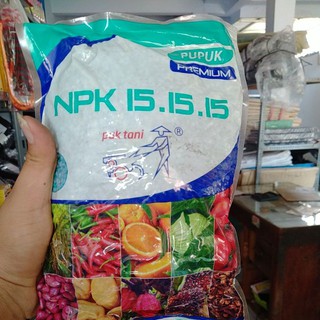 PUPUK
PREMIUM
NPK 15.15.15
pak tani
®